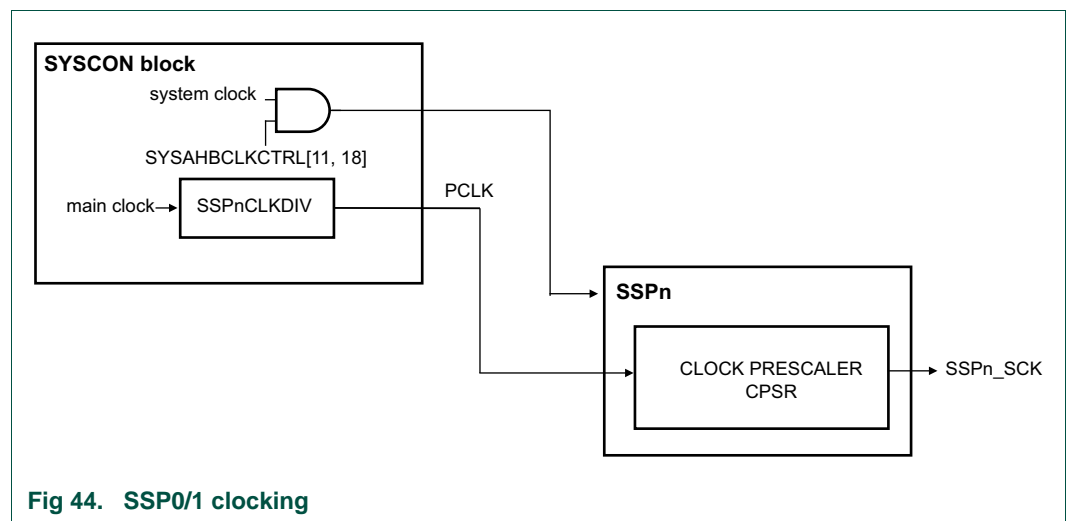 SYSCON block
system clock
SYSAHBCLKCTRL[11, 18]
main clock
SSPnCLKDIV
PCLK
SSPn
CLOCK PRESCALER
CPSR
SSPn_SCK
Fig 44. SSP0/1 clocking